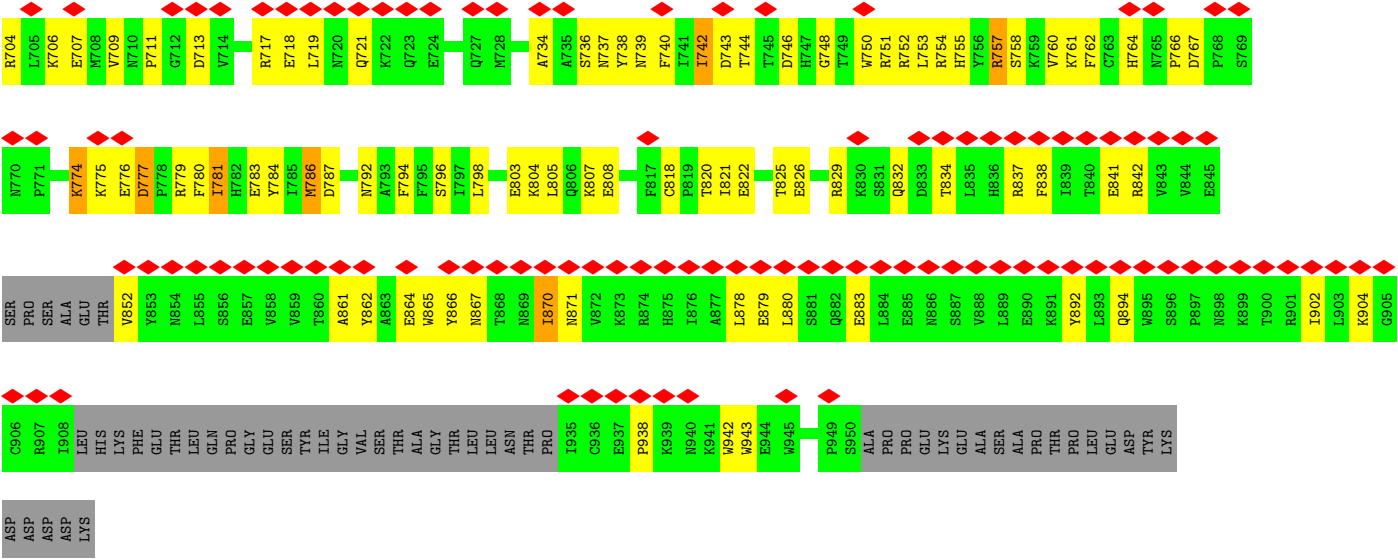 R704 L705 K706 E707 M708 V709 N710 P711 G712 D713 V714 R717 E718 L719 N720 Q721 K722 Q723 E724 Q727 M728 A734 A735 S736 N737 Y738 N739 F740 I741 I742 D743 T744 T745 D746 H747 G748 T749 W750 R751 R752 L753 R754 H755 Y756 R757 S758 K759 V760 K761 F762 C763 H764 N765 P766 D767 P768 S769
N770 P771 K774 K775 E776 D777 P778 R779 F780 I781 H782 E783 Y784 I785 M786 D787 N792 A793 F794 F795 S796 I797 L798 E803 K804 L805 Q806 K807 E808 F817 C818 P819 T820 I821 E822 T825 E826 R829 K830 S831 Q832 D833 T834 L835 H836 R837 F838 I839 T840 E841 R842 V843 V844 E845
SER PRO SER ALA GLU THR V852 Y853 N854 L855 S856 E857 V858 V859 T860 A861 Y862 A863 E864 W865 Y866 N867 T868 N869 I870 N871 V872 K873 R874 H875 I876 A877 L878 E879 L880 S881 Q882 E883 L884 E885 N886 S887 V888 L889 E890 K891 Y892 L893 Q894 W895 S896 P897 N898 K899 T900 R901 I902 L903 K904 G905
C906 R907 I908 LEU HIS LYS PHE GLU THR LEU GLN PRO GLY GLU SER TYR ILE GLY VAL SER THR ALA GLY THR LEU LEU ASN THR PRO I935 C936 E937 P938 K939 N940 K941 W942 W943 E944 W945 P949 S950 ALA PRO PRO GLU LYS GLU ALA SER ALA PRO THR PRO LEU GLU ASP TYR LYS
ASP ASP ASP ASP LYS